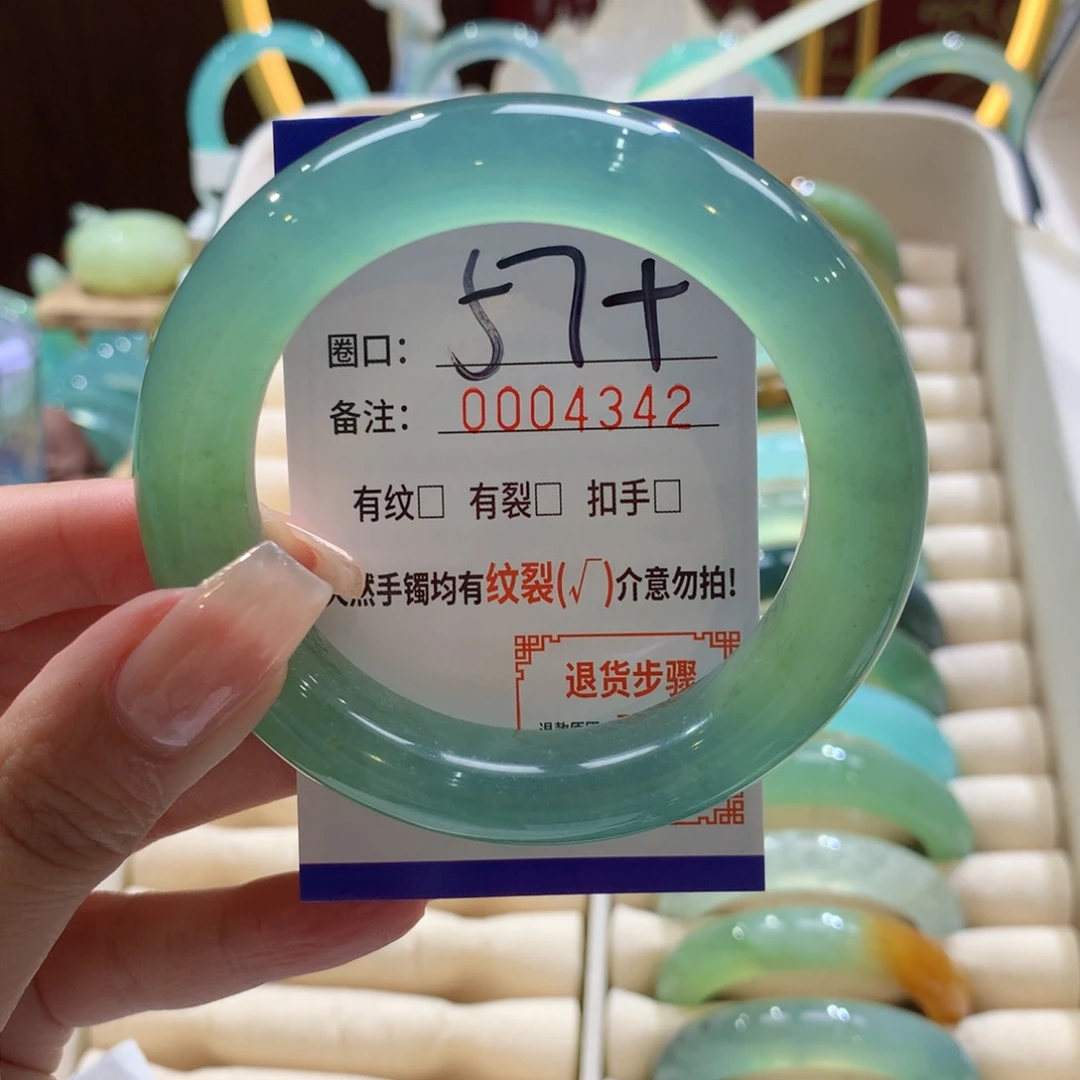 圈口: 57+
备注: 0004342
有纹□ 有裂□ 扣手□
然手镯均有纹裂(√)介意勿拍!
退货步骤